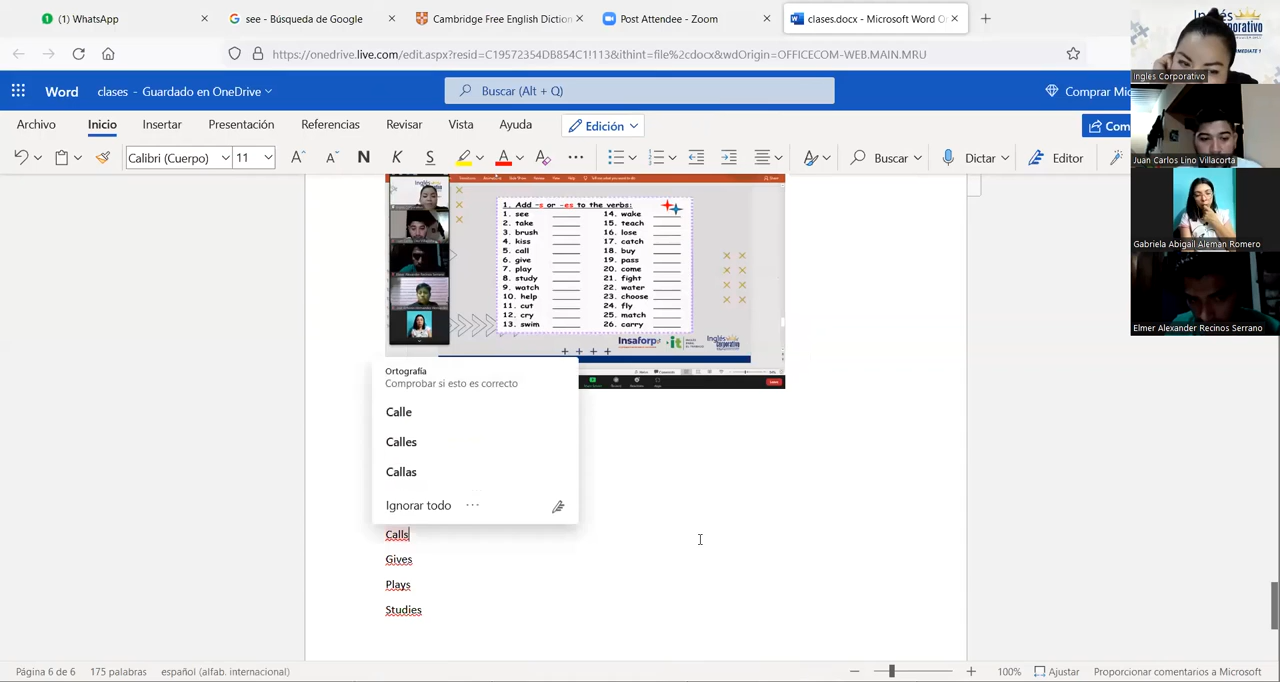 (1) WhatsApp
see - Búsqueda de Google
Cambridge Free English Diction
Post Attendee - Zoom
clases.docx - Microsoft Word O
https://onedrive.live.com/edit.aspx?resid=C19572354DB54C1!113&ithint=file%2cdocx&wdOrigin=OFFICECOM-WEB.MAIN.MRU
Word
clases - Guardado en OneDrive
Buscar (Alt + Q)
Comprar Mi
Archivo
Inicio
Insertar
Presentación
Referencias
Revisar
Vista
Ayuda
Edición
Com
Calibri (Cuerpo)
11
N
K
S
Buscar
Dictar
Editor
Inglés
Corporativo
Ingles Corporativo
Juan Carlos Lino Villacorta
Gabriela Abigail Aleman Romero
Elmer Alexander Recinos Serrano
1. Add -s or -es to the verbs:
1. see
2. take
3. brush
4. kiss
5. call
6. give
7. play
8. study
9. watch
10. help
11. cut
12. cry
13. swim
14. wake
15. teach
16. lose
17. catch
18. buy
19. pass
20. come
21. fight
22. water
23. choose
24. fly
25. match
26. carry
Insaforp
it
Inglés
Corporativo
Ortografía
Comprobar si esto es correcto
Calle
Calles
Callas
Ignorar todo
Calls
Gives
Plays
Studies
Página 6 de 6
175 palabras
español (alfab. internacional)
100%
Ajustar
Proporcionar comentarios a Microsoft